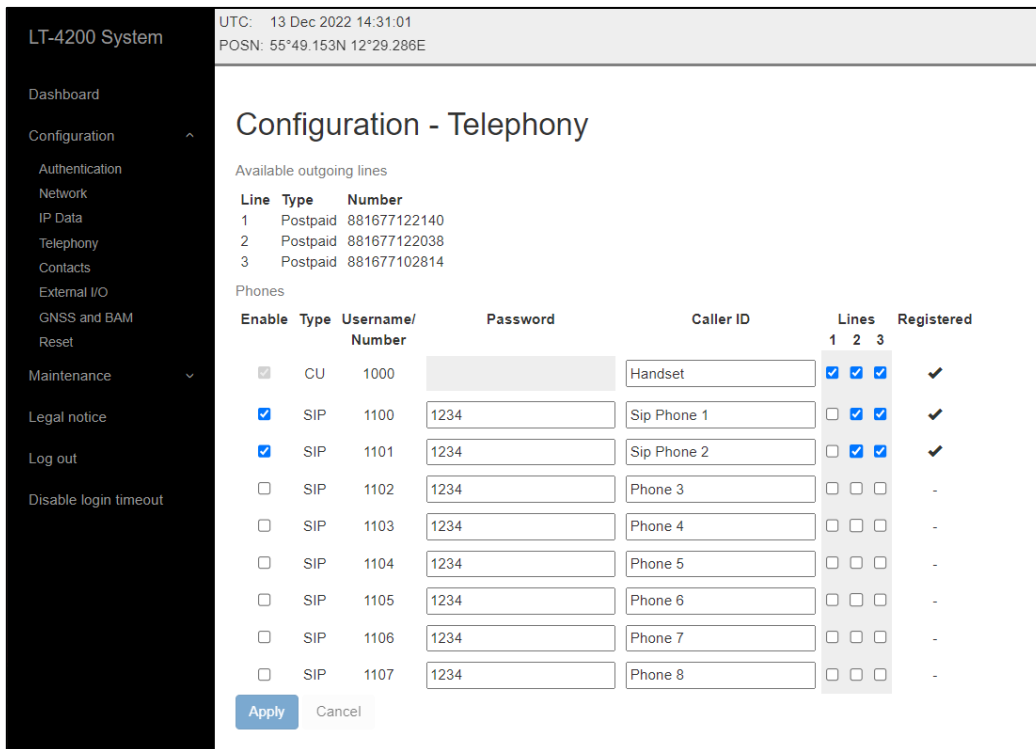 LT-4200 System
UTC: 13 Dec 2022 14:31:01
POSN: 55°49.153N 12°29.286E
Dashboard
Configuration
Authentication
Network
IP Data
Telephony
Contacts
External I/O
GNSS and BAM
Reset
Maintenance
Legal notice
Log out
Disable login timeout
Configuration - Telephony
Available outgoing lines
Line Type Number
1 Postpaid 881677122140
2 Postpaid 881677122038
3 Postpaid 881677102814
Phones
Enable Type Username/ Password Caller ID Lines Registered
Number 1 2 3
CU 1000 Handset
SIP 1100 1234 Sip Phone 1
SIP 1101 1234 Sip Phone 2
SIP 1102 1234 Phone 3 -
SIP 1103 1234 Phone 4 -
SIP 1104 1234 Phone 5 -
SIP 1105 1234 Phone 6 -
SIP 1106 1234 Phone 7 -
SIP 1107 1234 Phone 8 -
Apply Cancel